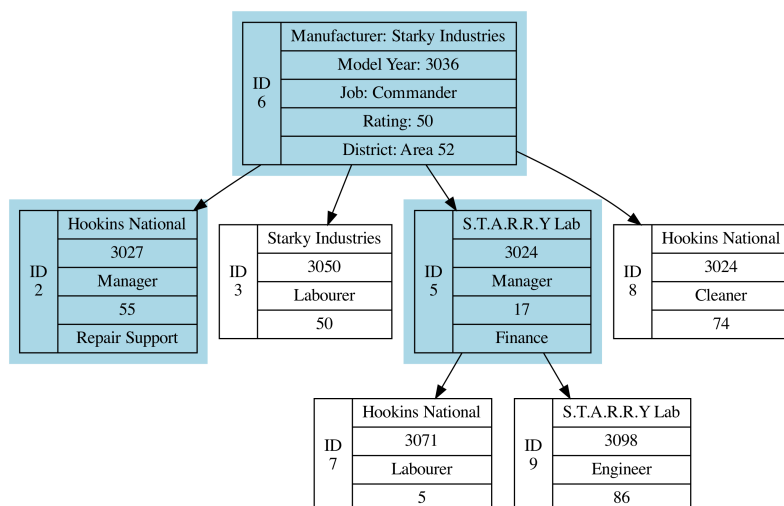 ID
6
Manufacturer: Starky Industries
Model Year: 3036
Job: Commander
Rating: 50
District: Area 52
ID
2
Hookins National
3027
Manager
55
Repair Support
ID
3
Starky Industries
3050
Labourer
50
ID
5
S.T.A.R.R.Y Lab
3024
Manager
17
Finance
ID
8
Hookins National
3024
Cleaner
74
ID
7
Hookins National
3071
Labourer
5
ID
9
S.T.A.R.R.Y Lab
3098
Engineer
86